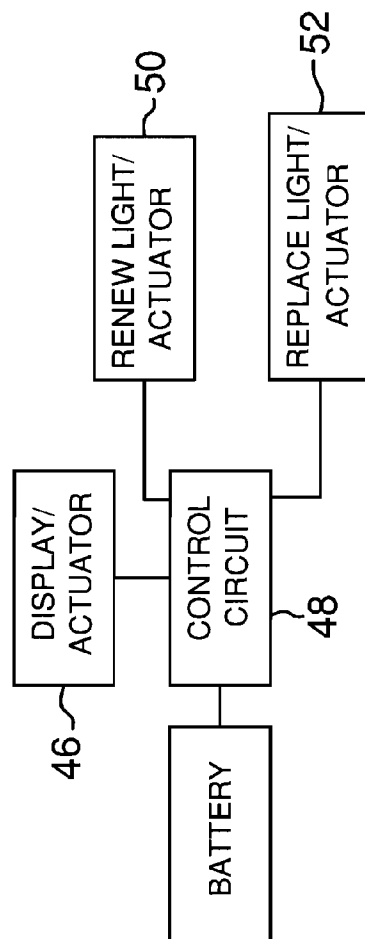 46
DISPLAY/
ACTUATOR
RENEW LIGHT/
ACTUATOR
50
BATTERY
CONTROL
CIRCUIT
48
REPLACE LIGHT/
ACTUATOR
52